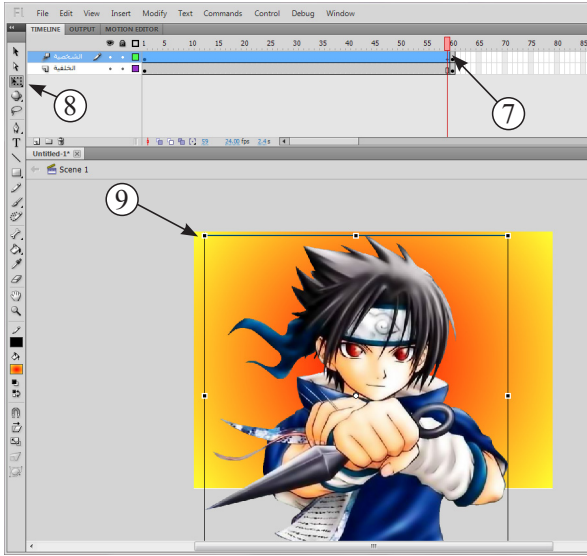 Fl File Edit View Insert Modify Text Commands Control Debug Window
TIMELINE OUTPUT MOTION EDITOR
1 5 10 15 20 25 30 35 40 45 50 55 60 65 70 75 80 85
الشخصية
الخلفية
7
8
59 24.00 fps 2.4 s
Untitled-1*
Scene 1
9
T